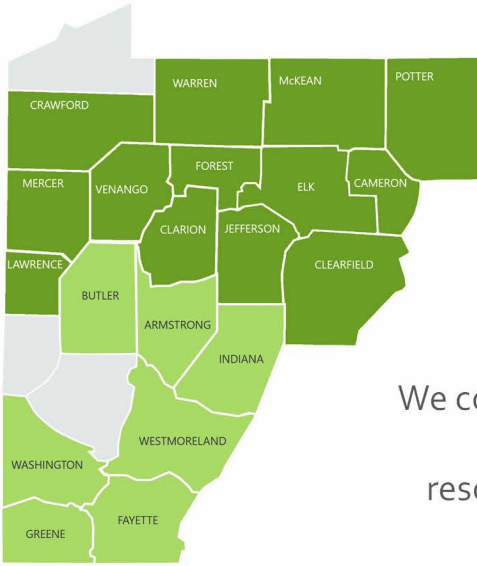 WARREN
McKEAN
POTTER
CRAWFORD
FOREST
MERCER
VENANGO
ELK
CAMERON
CLARION
JEFFERSON
LAWRENCE
CLEARFIELD
BUTLER
ARMSTRONG
INDIANA
We
WESTMORELAND
WASHINGTON
FAYETTE
GREENE